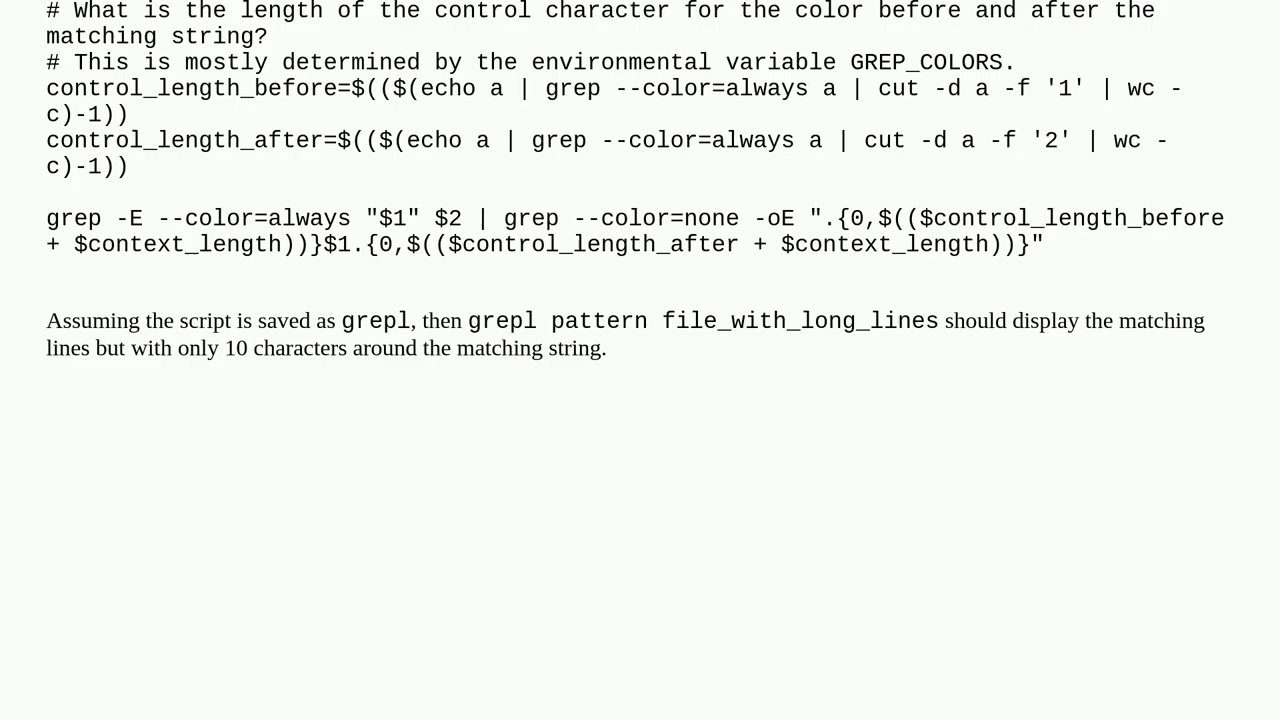 # What is the length of the control character for the color before and after the
matching string?
# This is mostly determined by the environmental variable GREP_COLORS.
control_length_before=$(($(echo a | grep --color=always a | cut -d a -f '1' | wc -
c)-1))
control_length_after=$(($(echo a | grep --color=always a | cut -d a -f '2' | wc -
c)-1))
grep -E --color=always "$1" $2 | grep --color=none -oE ".{0,$(($control_length_before
+ $context_length))}$1.{0,$(($control_length_after + $context_length))}"
Assuming the script is saved as grepl, then grepl pattern file_with_long_lines should display the matching
lines but with only 10 characters around the matching string.